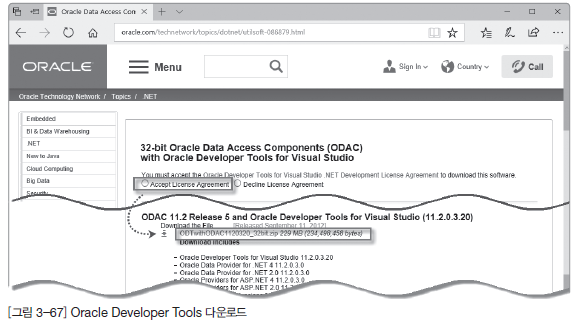 Oracle Data Access Con
oracle.com/technetwork/topics/dotnet/utilsoft-086879.html
ORACLE
Menu
Sign In
Country
Call
Oracle Technology Network / Topics / .NET
Embedded
BI & Data Warehousing
.NET
New to Java
Cloud Computing
Big Data
Security
32-bit Oracle Data Access Components (ODAC)
with Oracle Developer Tools for Visual Studio
You must accept the Oracle Developer Tools for Visual Studio .NET Development License Agreement to download this software.
Accept License Agreement
Decline License Agreement
ODAC 11.2 Release 5 and Oracle Developer Tools for Visual Studio (11.2.0.3.20)
Download the File [Released September 11, 2012]
ODTwithODAC1120320_32bit.zip 229 MB (234,498,456 bytes)
Download Includes
- Oracle Developer Tools for Visual Studio 11.2.0.3.20
- Oracle Data Provider for .NET 4 11.2.0.3.0
- Oracle Data Provider for .NET 2.0 11.2.0.3.0
- Oracle Providers for ASP.NET 4 11.2.0.3.0
Providers for ASP.NET 2.0 11.2
[그림 3-67] Oracle Developer Tools 다운로드